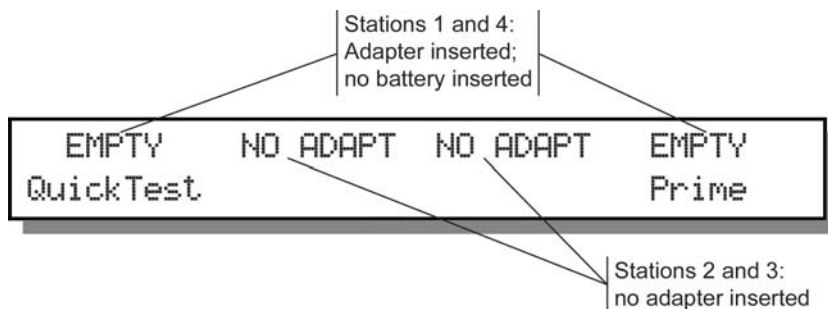 Stations 1 and 4:
Adapter inserted;
no battery inserted
EMPTY NO ADAPT NO ADAPT EMPTY
QuickTest Prime
Stations 2 and 3:
no adapter inserted